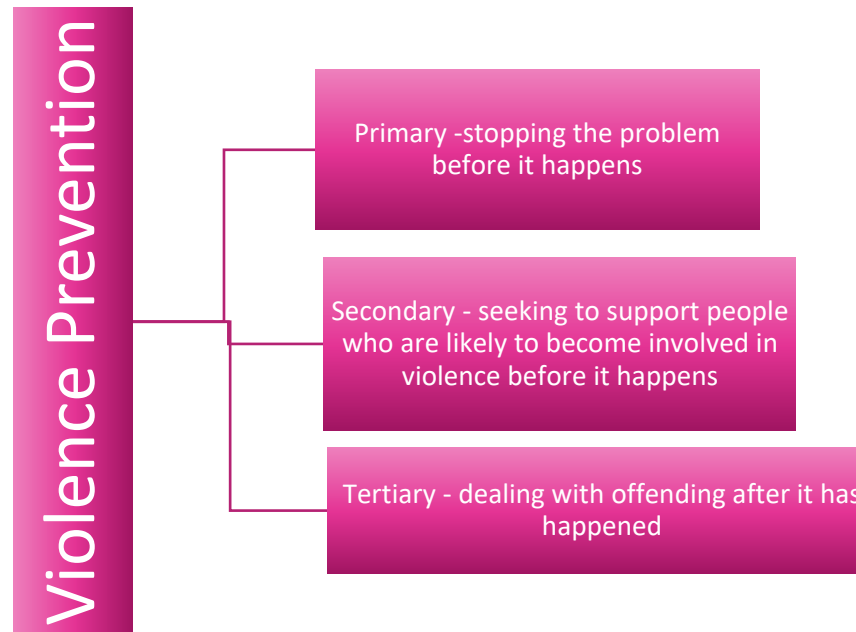 Violence Prevention
Primary -stopping the problem
before it happens
Secondary - seeking to support people
who are likely to become involved in
violence before it happens
Tertiary - dealing with offending after it has
happened